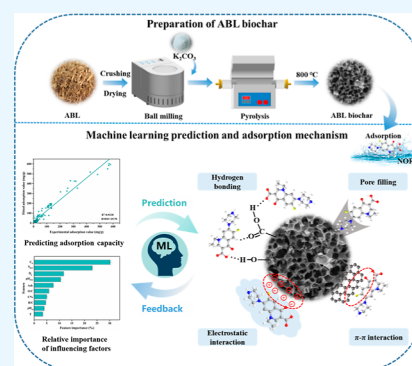 Preparation of ABL biochar
K₂CO₃
Crushing
Drying
800 ℃
ABL
Ball milling
Pyrolysis
ABL biochar
Machine learning prediction and adsorption mechanism
Adsorption
NOR
Hydrogen
bonding
Pore filling
Prediction
ML
Feedback
Experimental adsorption value (mg/g)
Predicting adsorption capacity
Feature importance (%)
Relative importance
of influencing factors
H
O
C
O
H-O
Electrostatic
interaction
π-π interaction